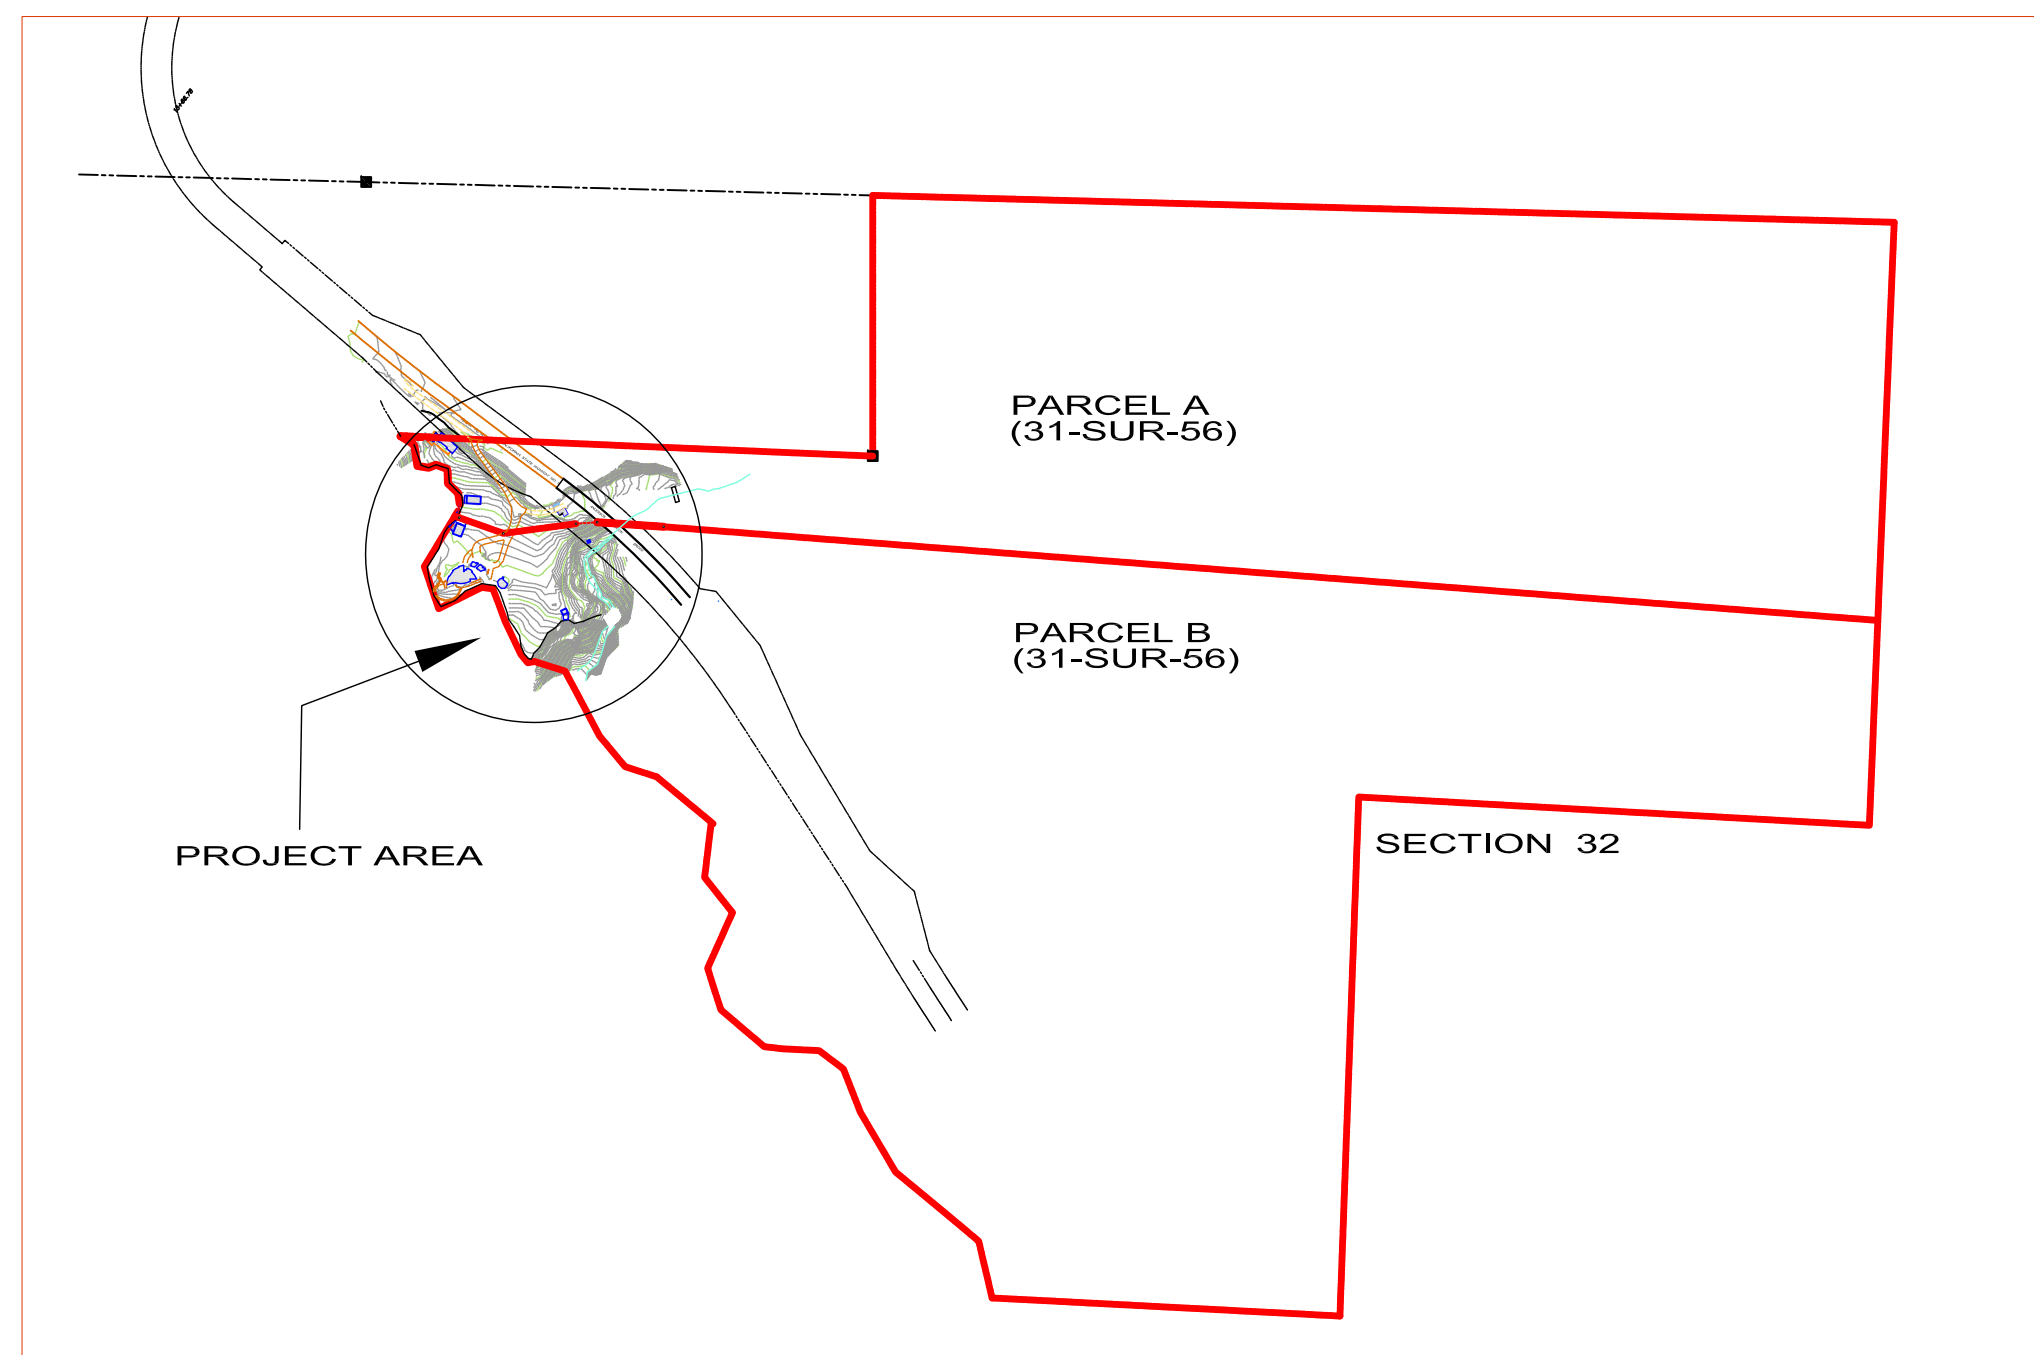 PARCEL A
(31-SUR-56)
PARCEL B
(31-SUR-56)
SECTION 32
PROJECT AREA